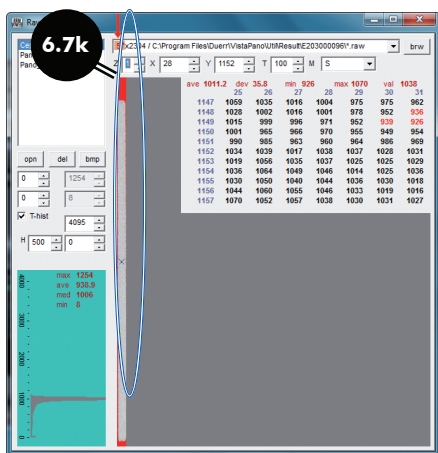 Raw
6.7k
x2304 / C:\Program Files\Duerr\VistaPano\Util\Result\E203000096\*.raw brw
Ce
Pan
Pano
Z 1 X 28 Y 1152 T 100 M S
ave 1011.2 dev 35.8 min 926 max 1070 val 1038
25 26 27 28 29 30 31
1147 1059 1035 1016 1004 975 975 962
1148 1028 1002 1016 1001 978 952 936
1149 1015 999 996 971 952 939 926
1150 1001 965 966 970 955 949 954
1151 990 985 963 960 964 986 969
1152 1034 1039 1017 1038 1037 1028 1031
1153 1019 1056 1035 1037 1025 1025 1029
1154 1036 1064 1049 1046 1014 1025 1036
1155 1030 1050 1040 1044 1036 1030 1018
1156 1044 1060 1055 1046 1033 1019 1016
1157 1070 1052 1057 1038 1030 1031 1027
opn del bmp
0 1254
0 8
T-hist 4095
H 500 0
max 1254
ave 938.9
med 1006
min 8
4000
3000
2000
1000
0